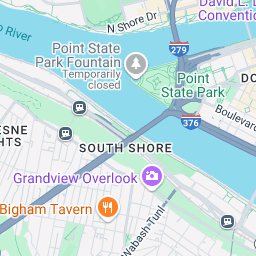 N Shore Dr
David L. L
Convention
o River
279
Point State
Park Fountain
Temporarily
closed
Point
State Park
DO
Boulevard
376
ESNE
GHTS
SOUTH SHORE
Grandview Overlook
Bigham Tavern
Wabash Tunl